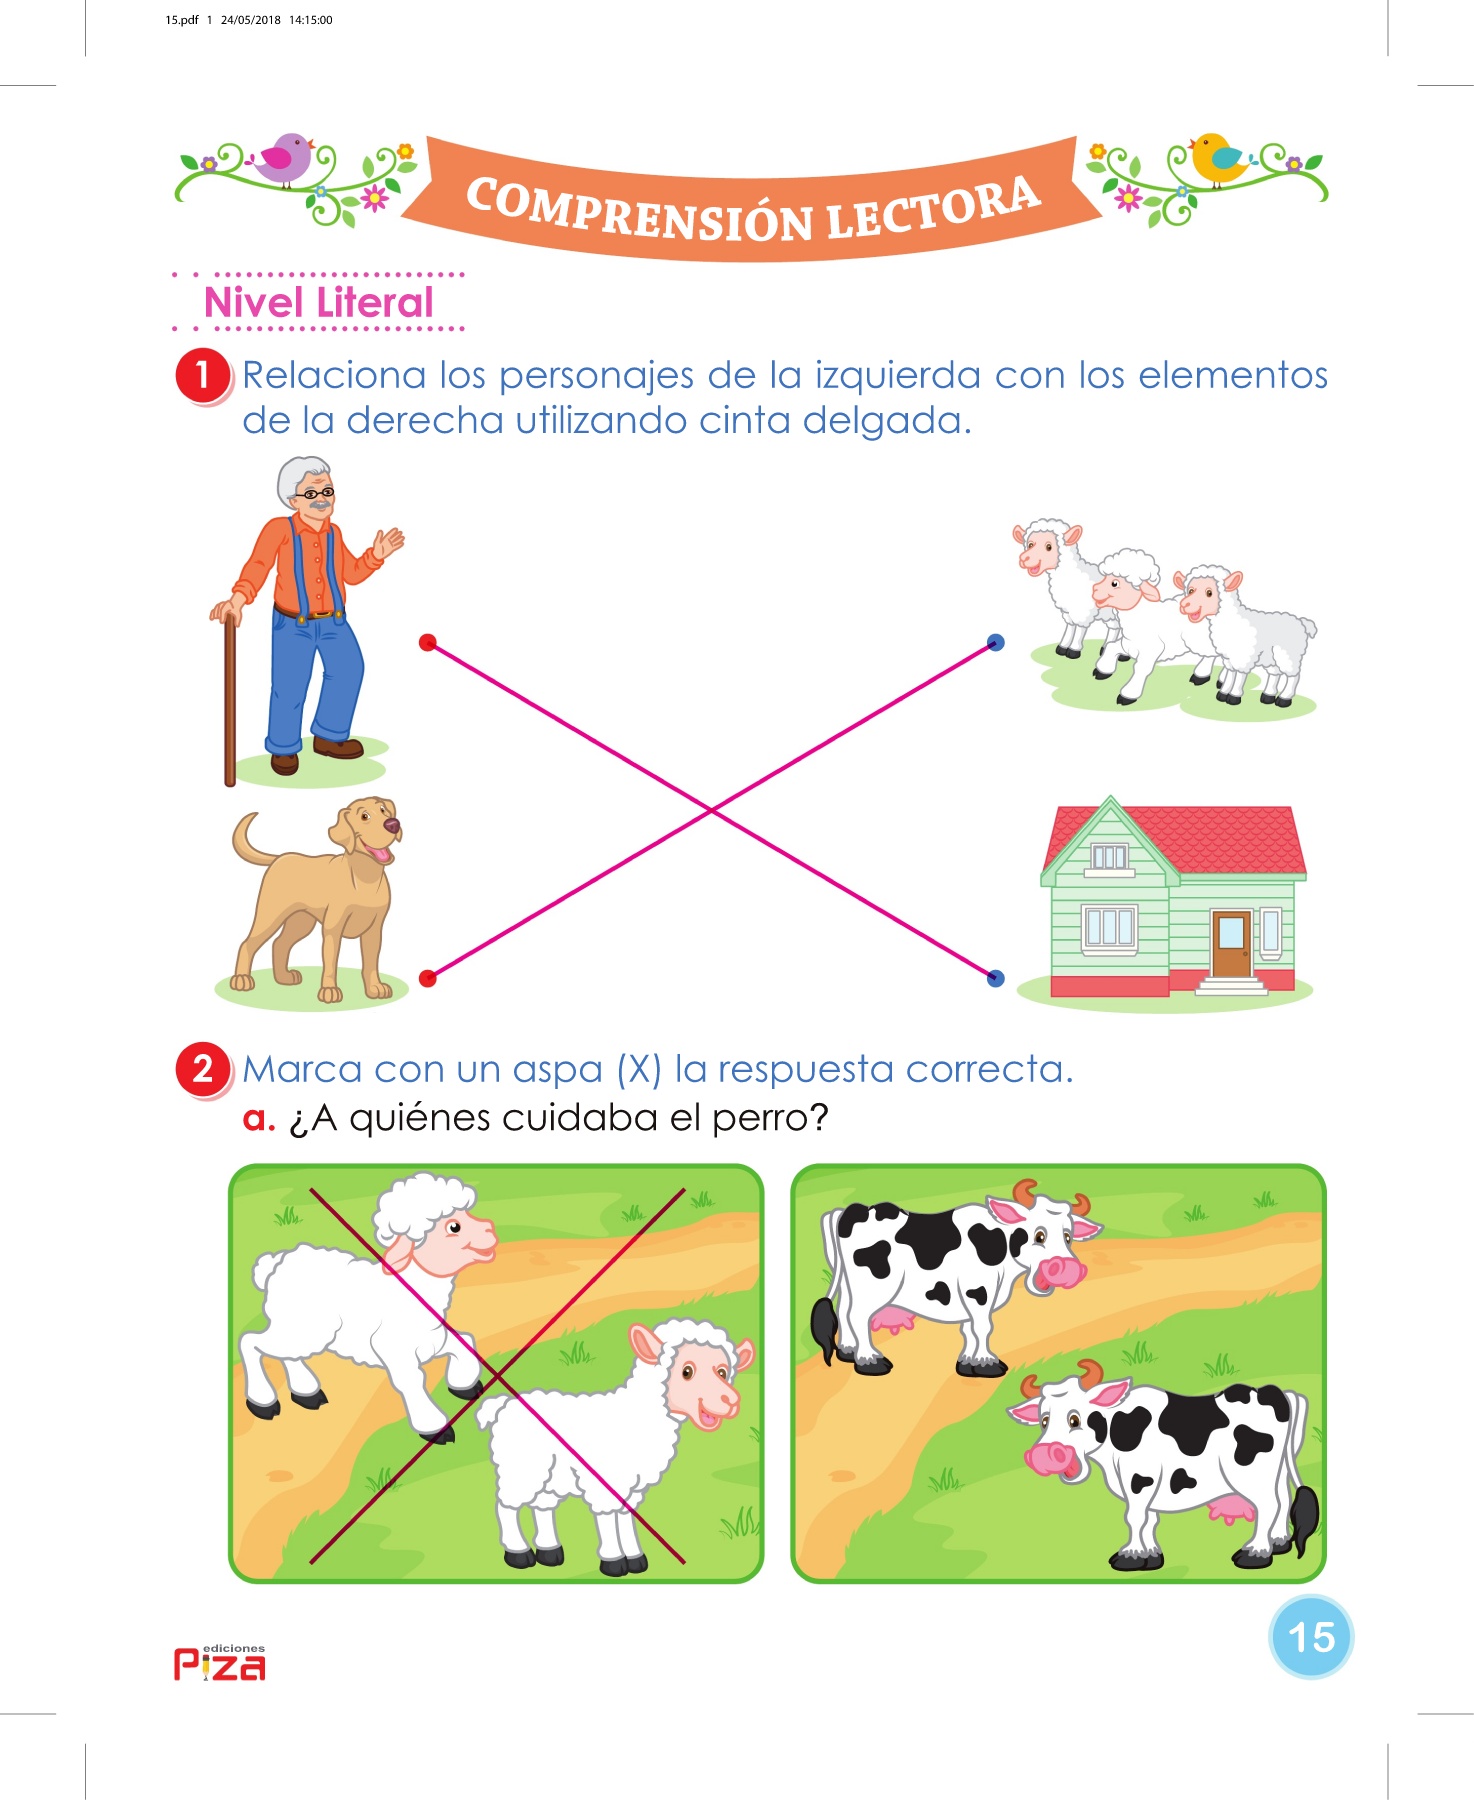 15.pdf 1 24/05/2018 14:15:00
COMPRENSIÓN LECTORA
Nivel Literal
1 Relaciona los personajes de la izquierda con los elementos
de la derecha utilizando cinta delgada.
2 Marca con un aspa (X) la respuesta correcta.
a. ¿A quiénes cuidaba el perro?
ediciones
Piza
15